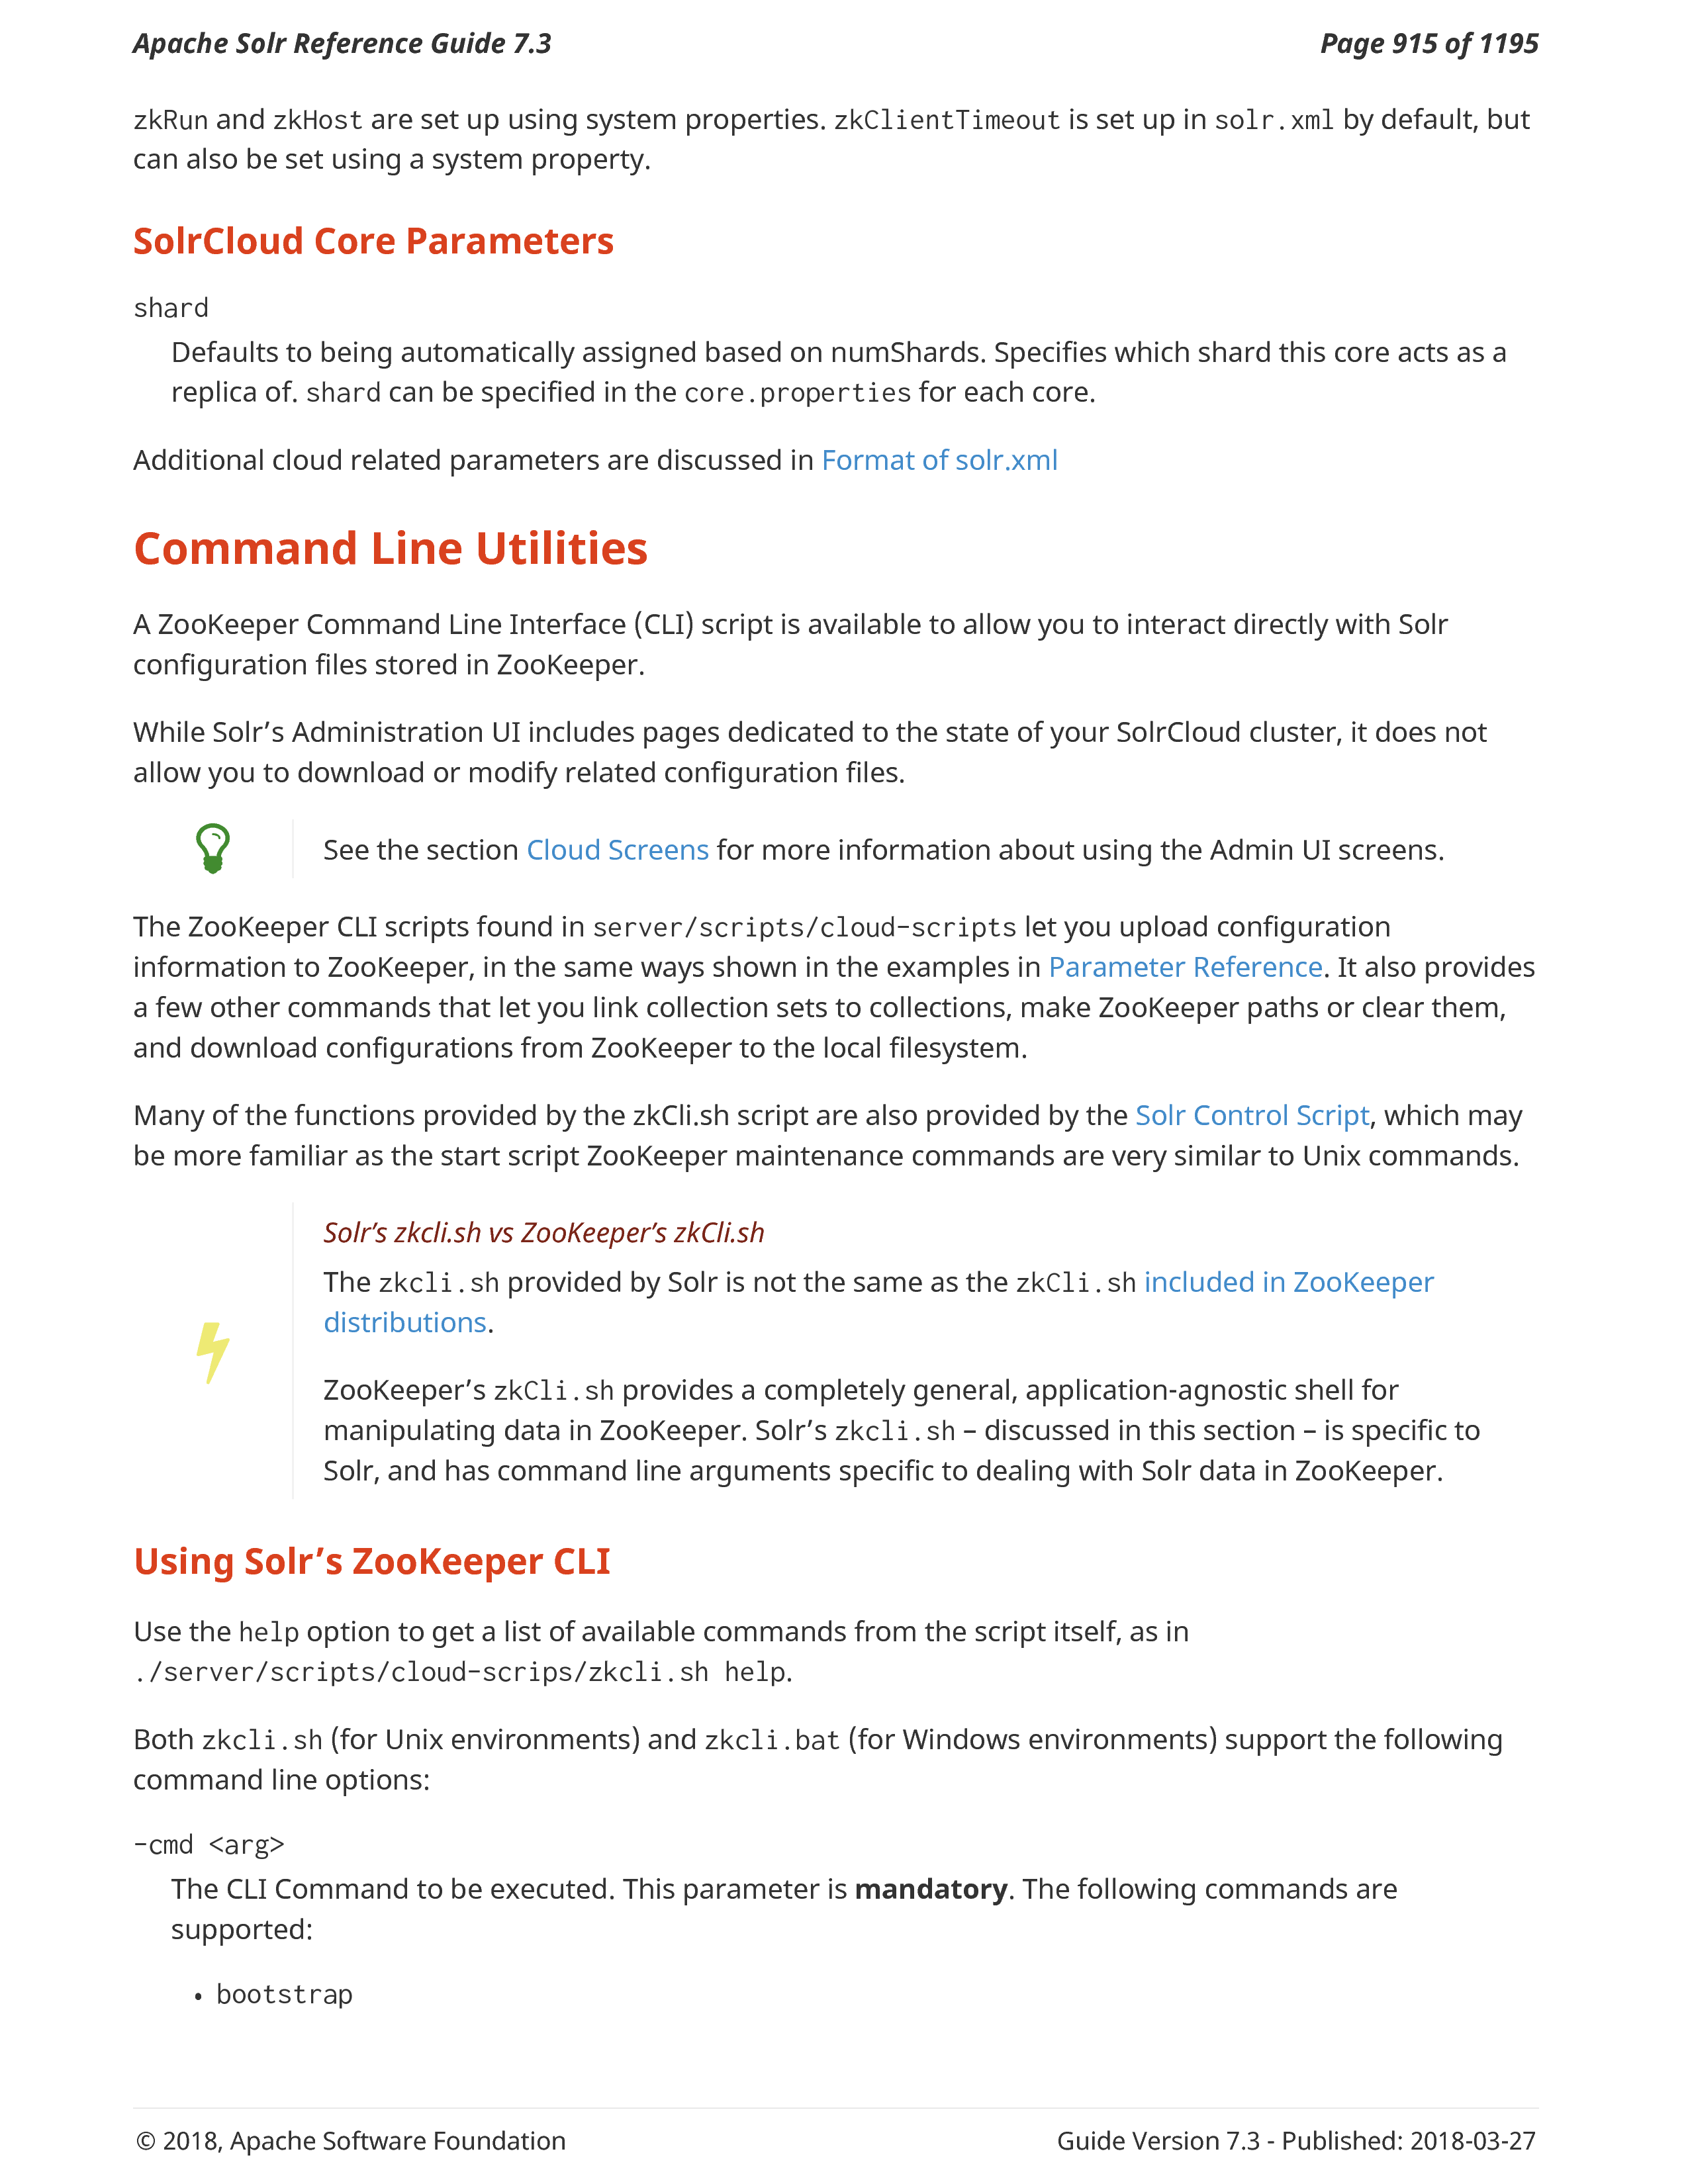 Apache Solr Reference Guide 7.3
Page 915 of 1195
zkRun and zkHost are set up using system properties. zkClientTimeout is set up in solr.xml by default, but
can also be set using a system property.
SolrCloud Core Parameters
shard
Defaults to being automatically assigned based on numShards. Specifies which shard this core acts as a
replica of. shard can be specified in the core.properties for each core.
Additional cloud related parameters are discussed in Format of solr.xml
Command Line Utilities
A ZooKeeper Command Line Interface (CLI) script is available to allow you to interact directly with Solr
configuration files stored in ZooKeeper.
While Solr’s Administration UI includes pages dedicated to the state of your SolrCloud cluster, it does not
allow you to download or modify related configuration files.
See the section Cloud Screens for more information about using the Admin UI screens.
The ZooKeeper CLI scripts found in server/scripts/cloud-scripts let you upload configuration
information to ZooKeeper, in the same ways shown in the examples in Parameter Reference. It also provides
a few other commands that let you link collection sets to collections, make ZooKeeper paths or clear them,
and download configurations from ZooKeeper to the local filesystem.
Many of the functions provided by the zkCli.sh script are also provided by the Solr Control Script, which may
be more familiar as the start script ZooKeeper maintenance commands are very similar to Unix commands.
Solr’s zkcli.sh vs ZooKeeper’s zkCli.sh
The zkcli.sh provided by Solr is not the same as the zkCli.sh included in ZooKeeper
distributions.
ZooKeeper’s zkCli.sh provides a completely general, application-agnostic shell for
manipulating data in ZooKeeper. Solr’s zkcli.sh – discussed in this section – is specific to
Solr, and has command line arguments specific to dealing with Solr data in ZooKeeper.
Using Solr’s ZooKeeper CLI
Use the help option to get a list of available commands from the script itself, as in
./server/scripts/cloud-scrips/zkcli.sh help.
Both zkcli.sh (for Unix environments) and zkcli.bat (for Windows environments) support the following
command line options:
-cmd <arg>
The CLI Command to be executed. This parameter is mandatory. The following commands are
supported:
• bootstrap
© 2018, Apache Software Foundation
Guide Version 7.3 - Published: 2018-03-27